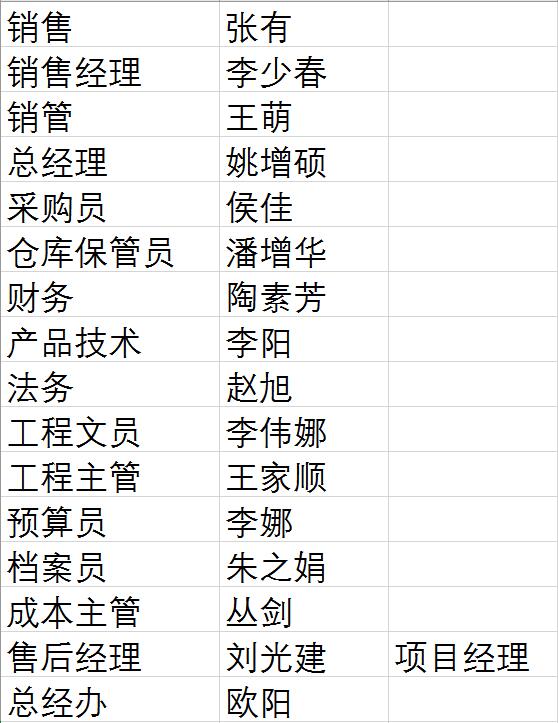 销售 张有
销售经理 李少春
销管 王萌
总经理 姚增硕
采购员 侯佳
仓库保管员 潘增华
财务 陶素芳
产品技术 李阳
法务 赵旭
工程文员 李伟娜
工程主管 王家顺
预算员 李娜
档案员 朱之娟
成本主管 丛剑
售后经理 刘光建 项目经理
总经办 欧阳